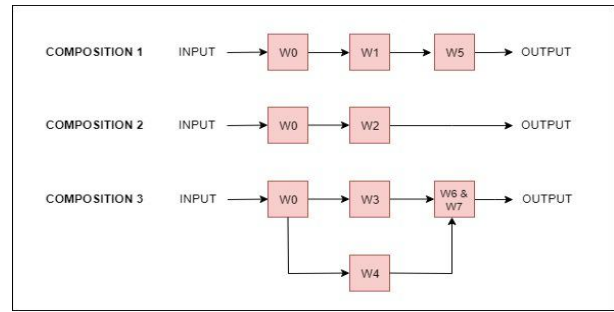 COMPOSITION 1 INPUT W0 W1 W5 OUTPUT
COMPOSITION 2 INPUT W0 W2 OUTPUT
COMPOSITION 3 INPUT W0 W3 W6 & W7 OUTPUT
W4